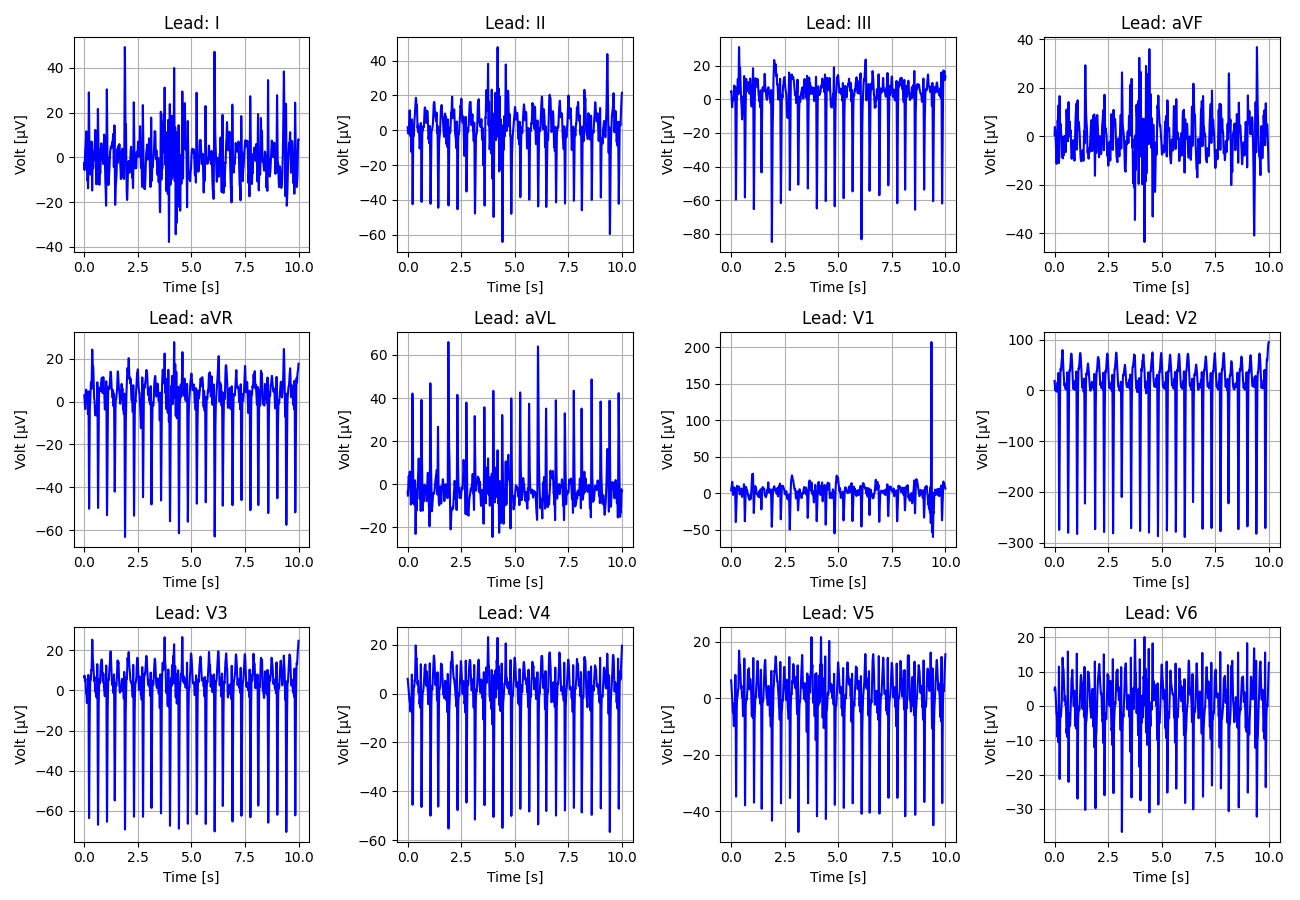 Lead: I
Lead: II
Lead: III
Lead: aVF
Volt [µV]
40
20
0
−20
−40
0.0 2.5 5.0 7.5 10.0
Time [s]
Volt [µV]
40
20
0
−20
−40
−60
0.0 2.5 5.0 7.5 10.0
Time [s]
Volt [µV]
20
0
−20
−40
−60
−80
0.0 2.5 5.0 7.5 10.0
Time [s]
Volt [µV]
40
20
0
−20
−40
0.0 2.5 5.0 7.5 10.0
Time [s]
Lead: aVR
Lead: aVL
Lead: V1
Lead: V2
Volt [µV]
20
0
−20
−40
−60
0.0 2.5 5.0 7.5 10.0
Time [s]
Volt [µV]
60
40
20
0
−20
0.0 2.5 5.0 7.5 10.0
Time [s]
Volt [µV]
200
150
100
50
0
−50
0.0 2.5 5.0 7.5 10.0
Time [s]
Volt [µV]
100
0
−100
−200
−300
0.0 2.5 5.0 7.5 10.0
Time [s]
Lead: V3
Lead: V4
Lead: V5
Lead: V6
Volt [µV]
20
0
−20
−40
−60
0.0 2.5 5.0 7.5 10.0
Time [s]
Volt [µV]
20
0
−20
−40
−60
0.0 2.5 5.0 7.5 10.0
Time [s]
Volt [µV]
20
0
−20
−40
0.0 2.5 5.0 7.5 10.0
Time [s]
Volt [µV]
20
10
0
−10
−20
−30
0.0 2.5 5.0 7.5 10.0
Time [s]